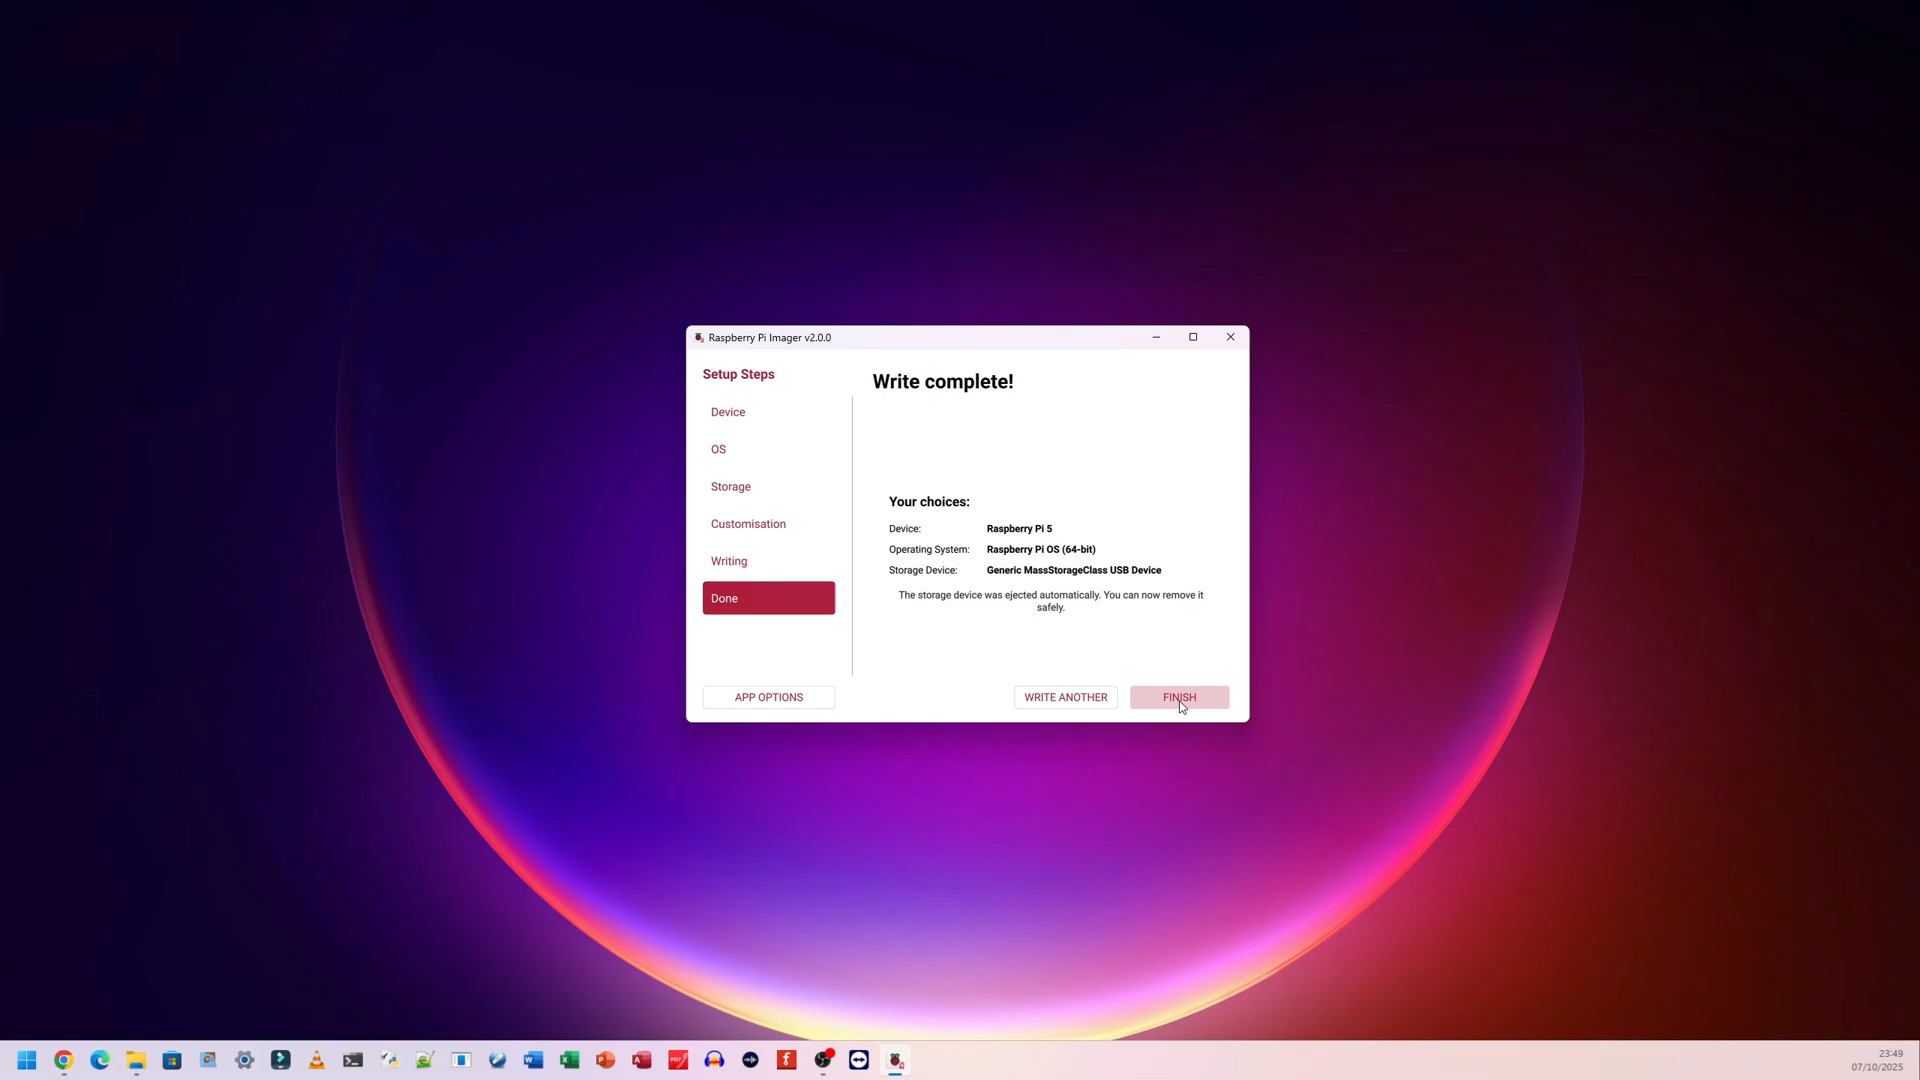 Raspberry Pi Imager v2.0.0
Setup Steps
Device
OS
Storage
Customisation
Writing
Done
APP OPTIONS
Write complete!
Your choices:
Device: Raspberry Pi 5
Operating System: Raspberry Pi OS (64-bit)
Storage Device: Generic MassStorageClass USB Device
The storage device was ejected automatically. You can now remove it
safely.
WRITE ANOTHER
FINISH
23:49
07/10/2025